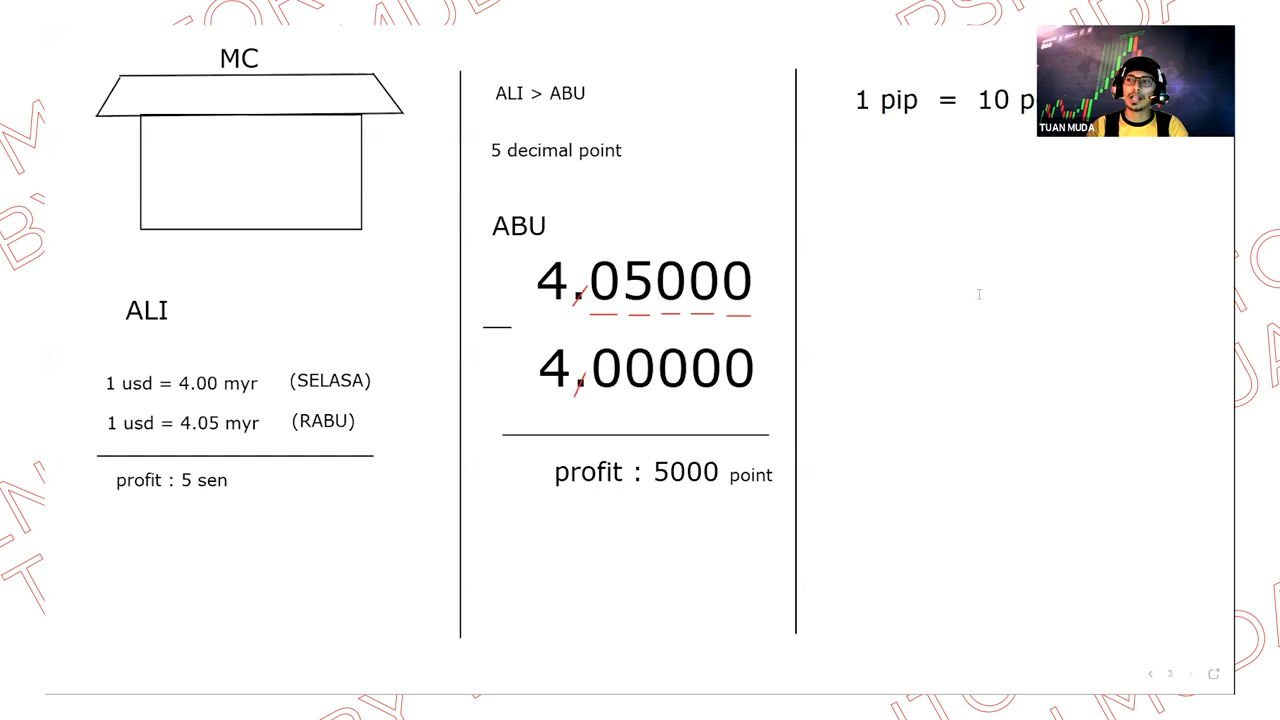 MC
ALI
1 usd = 4.00 myr (SELASA)
1 usd = 4.05 myr (RABU)
profit : 5 sen
ALI > ABU
5 decimal point
ABU
4.05000
4.00000
profit : 5000 point
1 pip = 10 p
TUAN MUDA
3